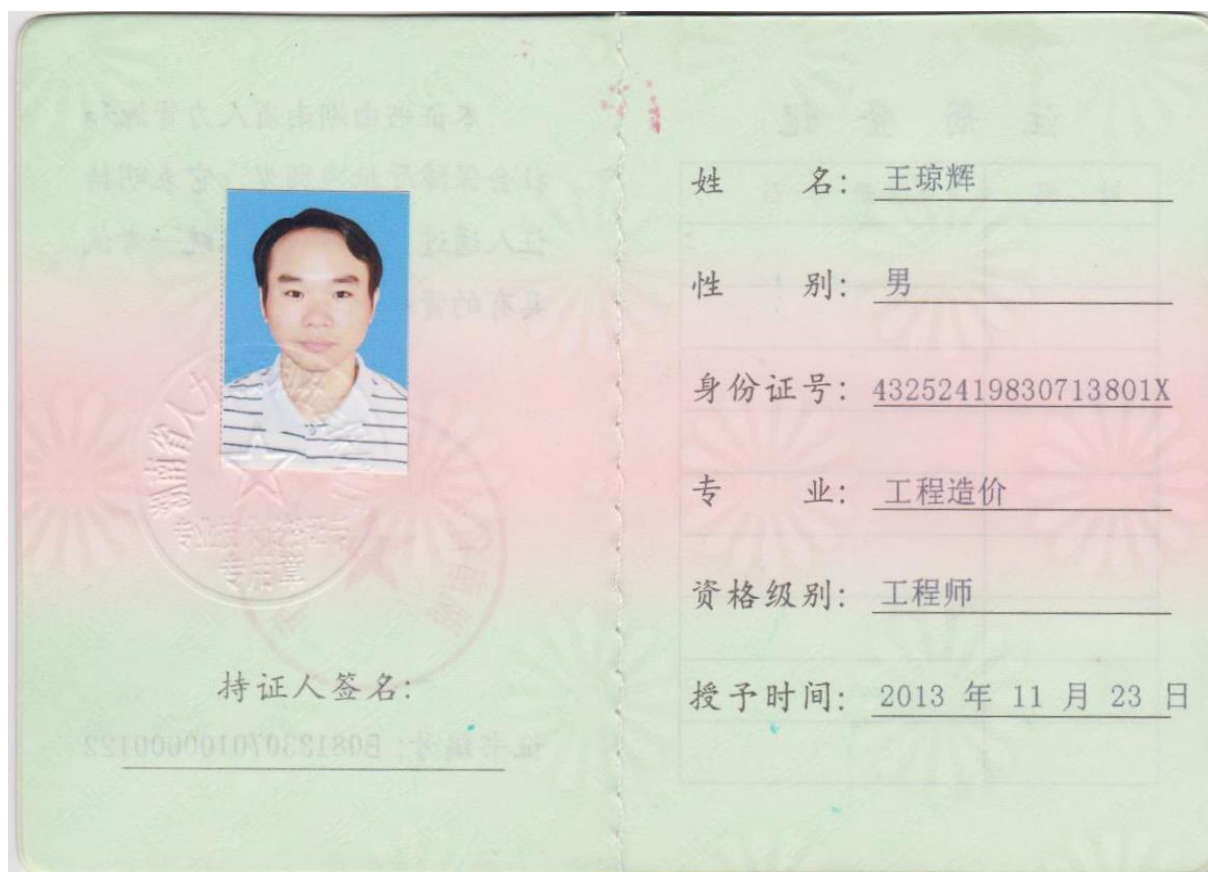 持证人签名:
姓 名: 王琼辉
性 别: 男
身份证号: 43252419830713801X
专 业: 工程造价
资格级别: 工程师
授予时间: 2013 年 11 月 23 日